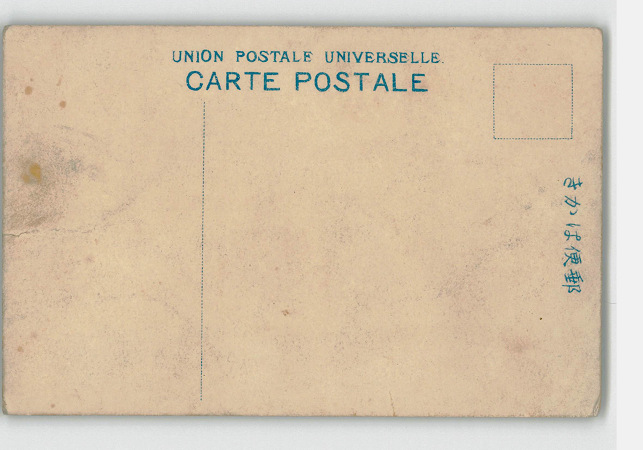 UNION POSTALE UNIVERSELLE.
CARTE POSTALE
きかは便郵